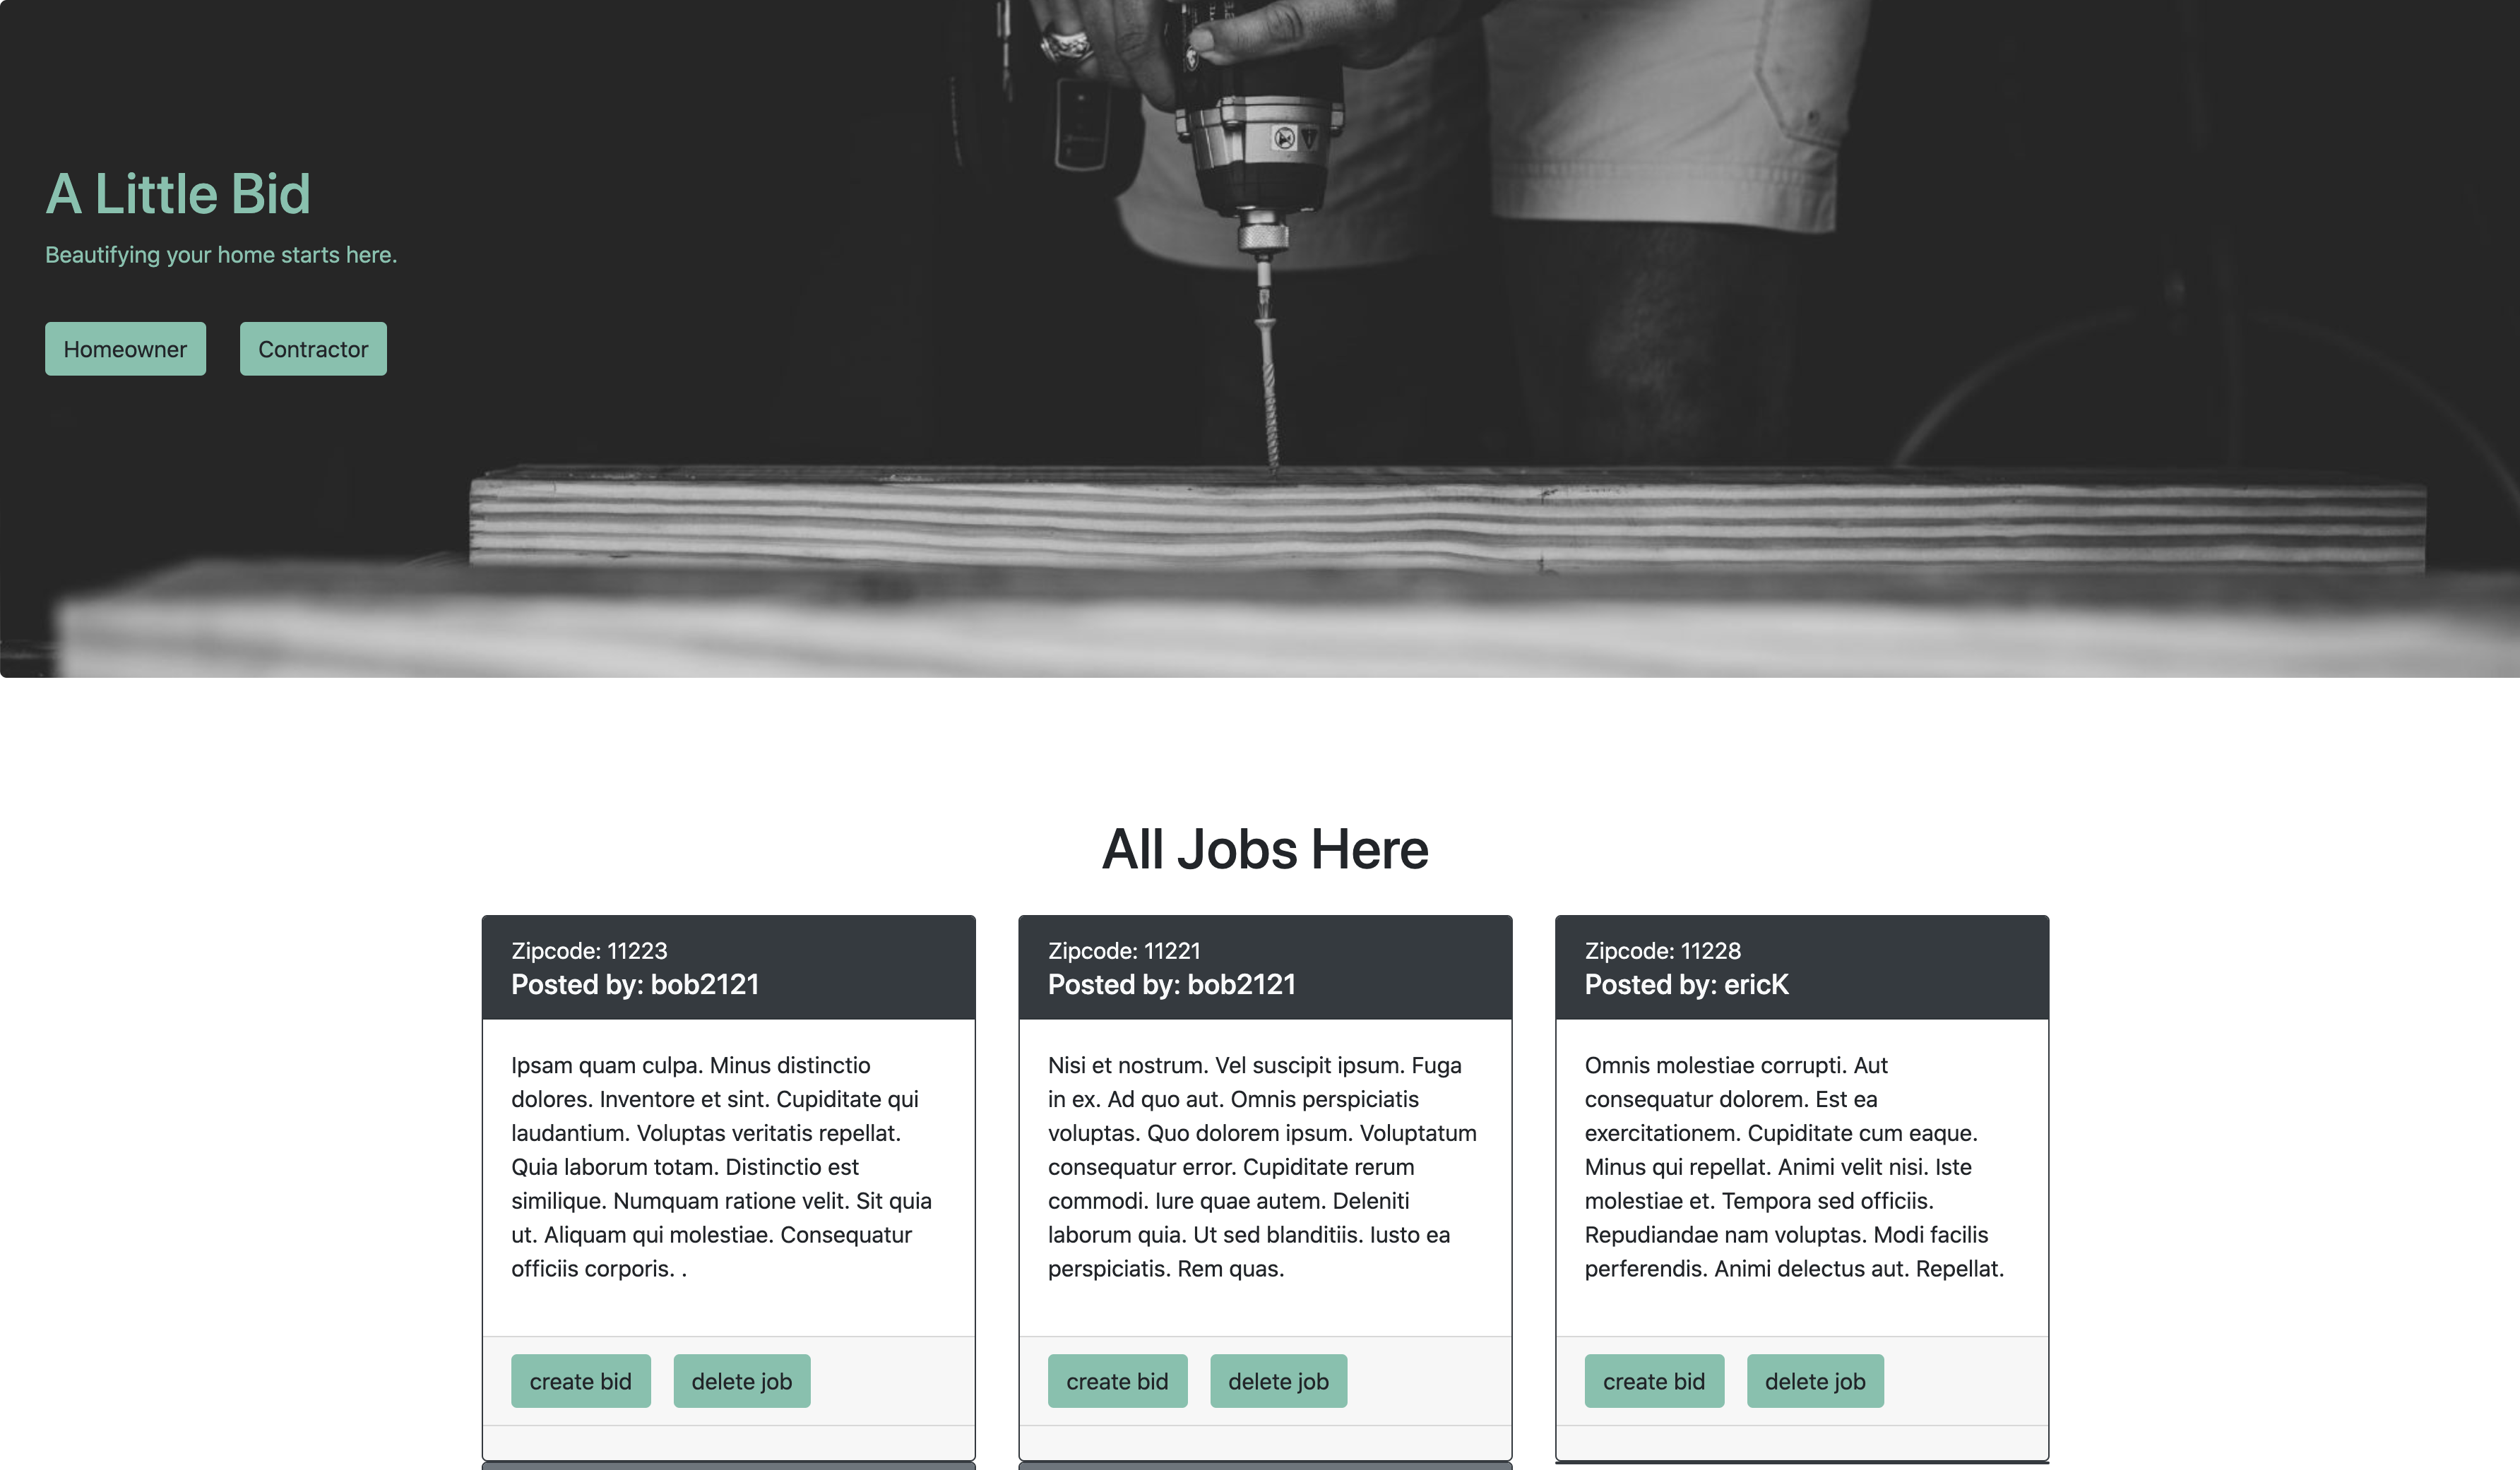 A Little Bid
Beautifying your home starts here.
Homeowner
Contractor
All Jobs Here
Zipcode: 11223
Posted by: bob2121
Ipsam quam culpa. Minus distinctio
dolores. Inventore et sint. Cupiditate qui
laudantium. Voluptas veritatis repellat.
Quia laborum totam. Distinctio est
similique. Numquam ratione velit. Sit quia
ut. Aliquam qui molestiae. Consequatur
officiis corporis. .
create bid
delete job
Zipcode: 11221
Posted by: bob2121
Nisi et nostrum. Vel suscipit ipsum. Fuga
in ex. Ad quo aut. Omnis perspiciatis
voluptas. Quo dolorem ipsum. Voluptatum
consequatur error. Cupiditate rerum
commodi. Iure quae autem. Deleniti
laborum quia. Ut sed blanditiis. Iusto ea
perspiciatis. Rem quas.
create bid
delete job
Zipcode: 11228
Posted by: ericK
Omnis molestiae corrupti. Aut
consequatur dolorem. Est ea
exercitationem. Cupiditate cum eaque.
Minus qui repellat. Animi velit nisi. Iste
molestiae et. Tempora sed officiis.
Repudiandae nam voluptas. Modi facilis
perferendis. Animi delectus aut. Repellat.
create bid
delete job